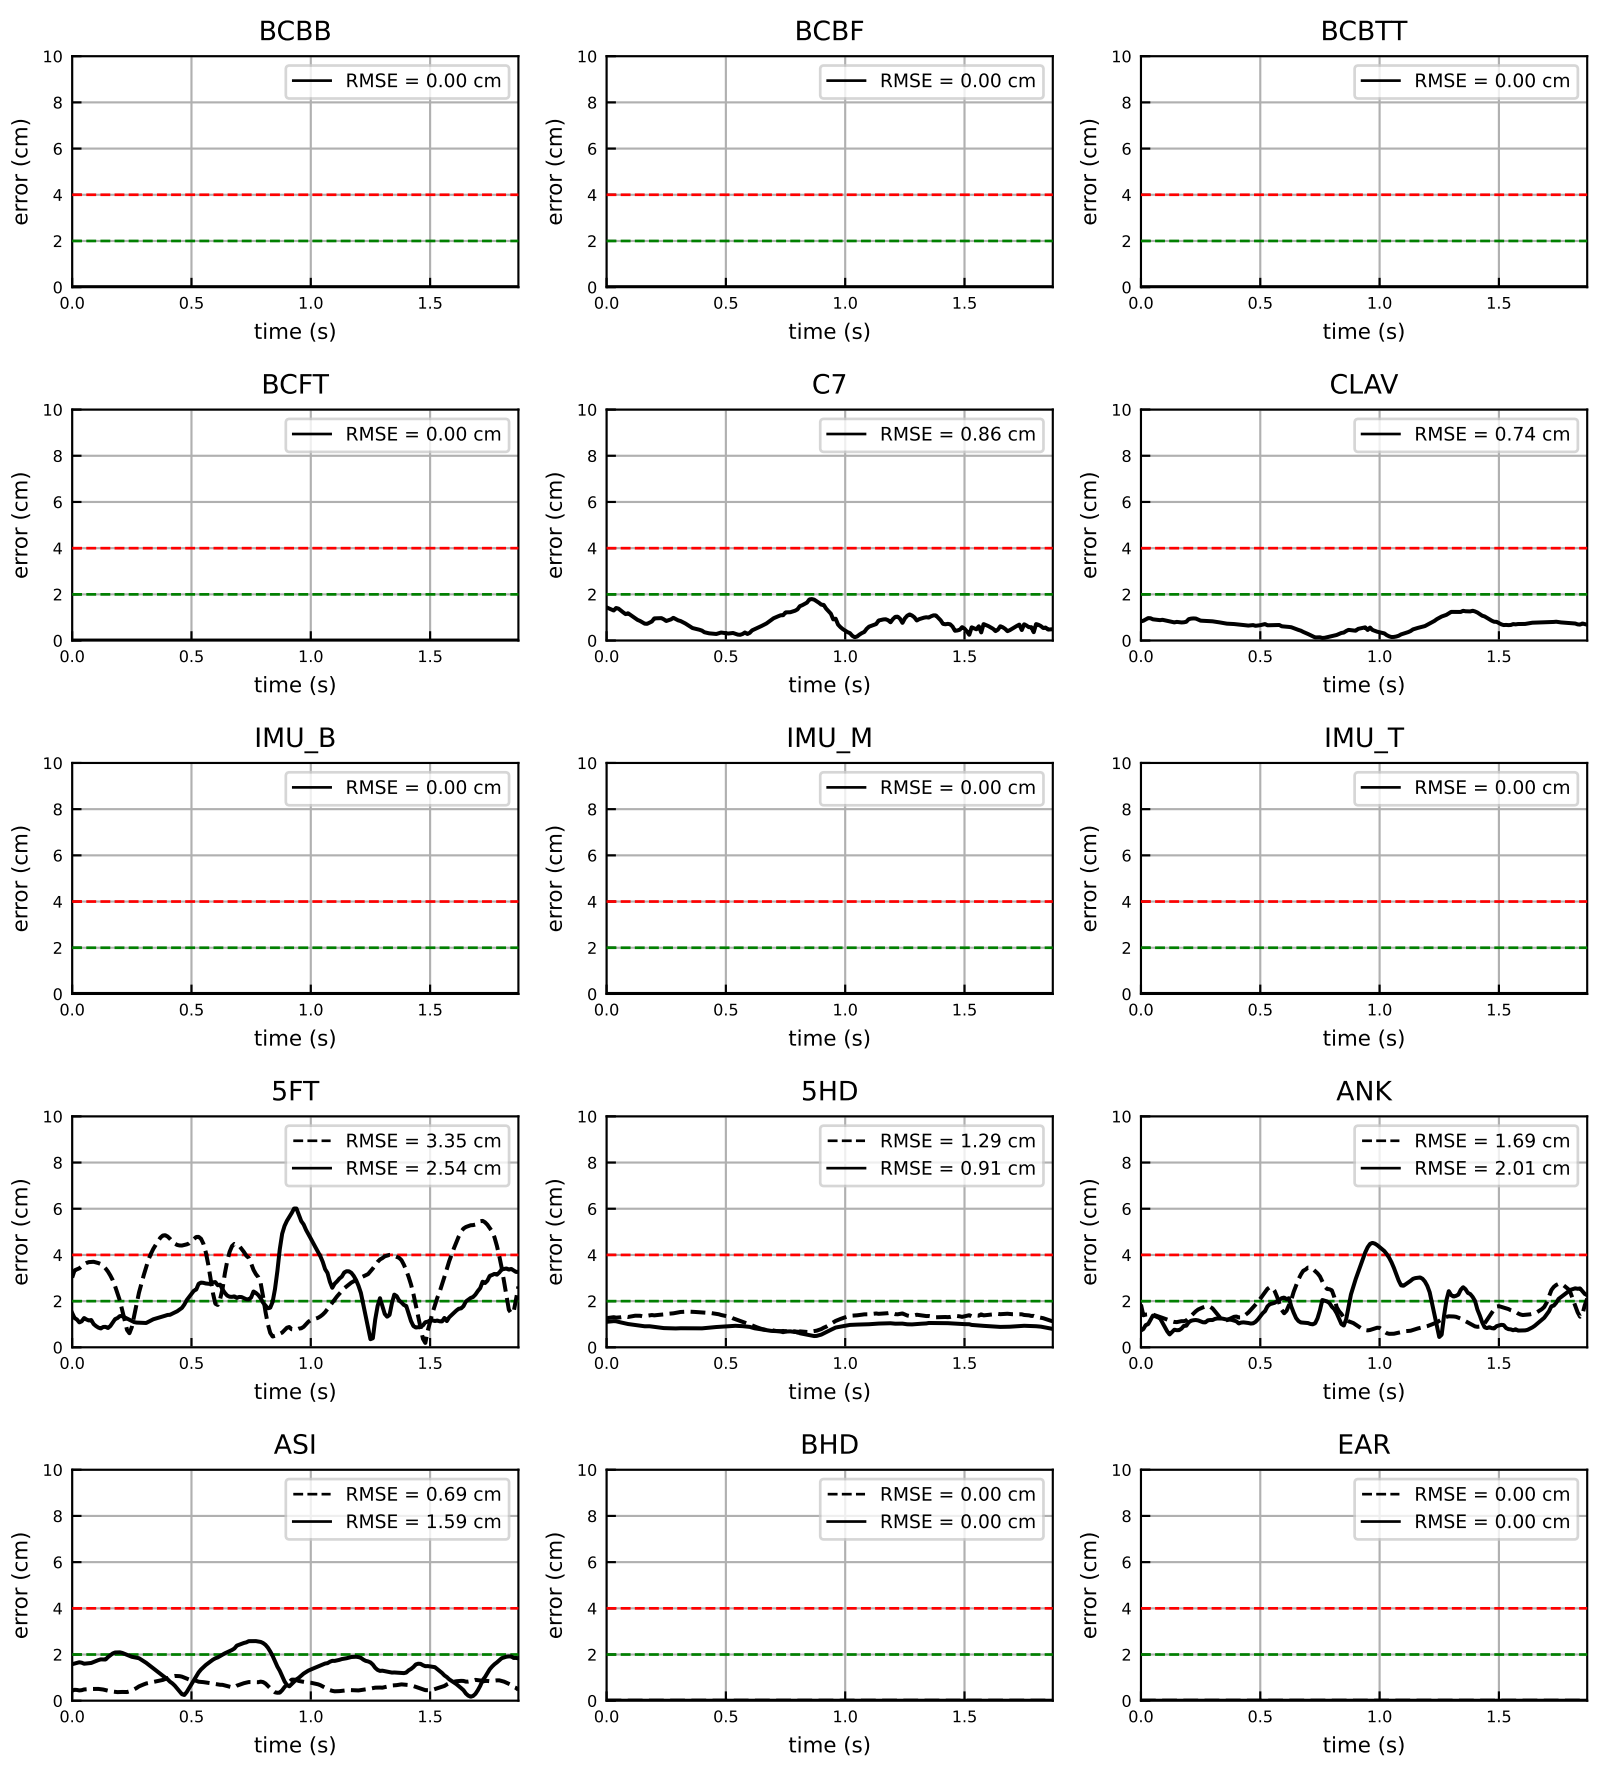 BCBB
BCBF
BCBTT
10
8
6
4
2
0
error (cm)
RMSE = 0.00 cm
0.0 0.5 1.0 1.5
time (s)
10
8
6
4
2
0
error (cm)
RMSE = 0.00 cm
0.0 0.5 1.0 1.5
time (s)
10
8
6
4
2
0
error (cm)
RMSE = 0.00 cm
0.0 0.5 1.0 1.5
time (s)
BCFT
C7
CLAV
10
8
6
4
2
0
error (cm)
RMSE = 0.00 cm
0.0 0.5 1.0 1.5
time (s)
10
8
6
4
2
0
error (cm)
RMSE = 0.86 cm
0.0 0.5 1.0 1.5
time (s)
10
8
6
4
2
0
error (cm)
RMSE = 0.74 cm
0.0 0.5 1.0 1.5
time (s)
IMU_B
IMU_M
IMU_T
10
8
6
4
2
0
error (cm)
RMSE = 0.00 cm
0.0 0.5 1.0 1.5
time (s)
10
8
6
4
2
0
error (cm)
RMSE = 0.00 cm
0.0 0.5 1.0 1.5
time (s)
10
8
6
4
2
0
error (cm)
RMSE = 0.00 cm
0.0 0.5 1.0 1.5
time (s)
5FT
5HD
ANK
10
8
6
4
2
0
error (cm)
RMSE = 3.35 cm
RMSE = 2.54 cm
0.0 0.5 1.0 1.5
time (s)
10
8
6
4
2
0
error (cm)
RMSE = 1.29 cm
RMSE = 0.91 cm
0.0 0.5 1.0 1.5
time (s)
10
8
6
4
2
0
error (cm)
RMSE = 1.69 cm
RMSE = 2.01 cm
0.0 0.5 1.0 1.5
time (s)
ASI
BHD
EAR
10
8
6
4
2
0
error (cm)
RMSE = 0.69 cm
RMSE = 1.59 cm
0.0 0.5 1.0 1.5
time (s)
10
8
6
4
2
0
error (cm)
RMSE = 0.00 cm
RMSE = 0.00 cm
0.0 0.5 1.0 1.5
time (s)
10
8
6
4
2
0
error (cm)
RMSE = 0.00 cm
RMSE = 0.00 cm
0.0 0.5 1.0 1.5
time (s)